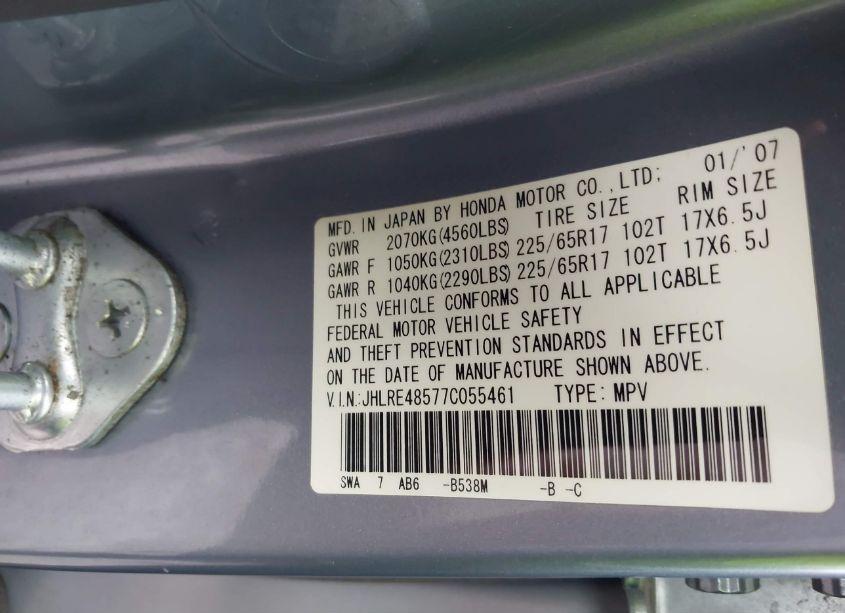 MFD. IN JAPAN BY HONDA MOTOR CO.,LTD; 01/'07
GVWR 2070KG(4560LBS) TIRE SIZE RIM SIZE
GAWR F 1050KG(2310LBS) 225/65R17 102T 17X6.5J
GAWR R 1040KG(2290LBS) 225/65R17 102T 17X6.5J
THIS VEHICLE CONFORMS TO ALL APPLICABLE
FEDERAL MOTOR VEHICLE SAFETY
AND THEFT PREVENTION STANDARDS IN EFFECT
ON THE DATE OF MANUFACTURE SHOWN ABOVE.
V.I.N.:JHLRE48577C055461 TYPE: MPV
SWA 7 AB6 -B538M -B -C